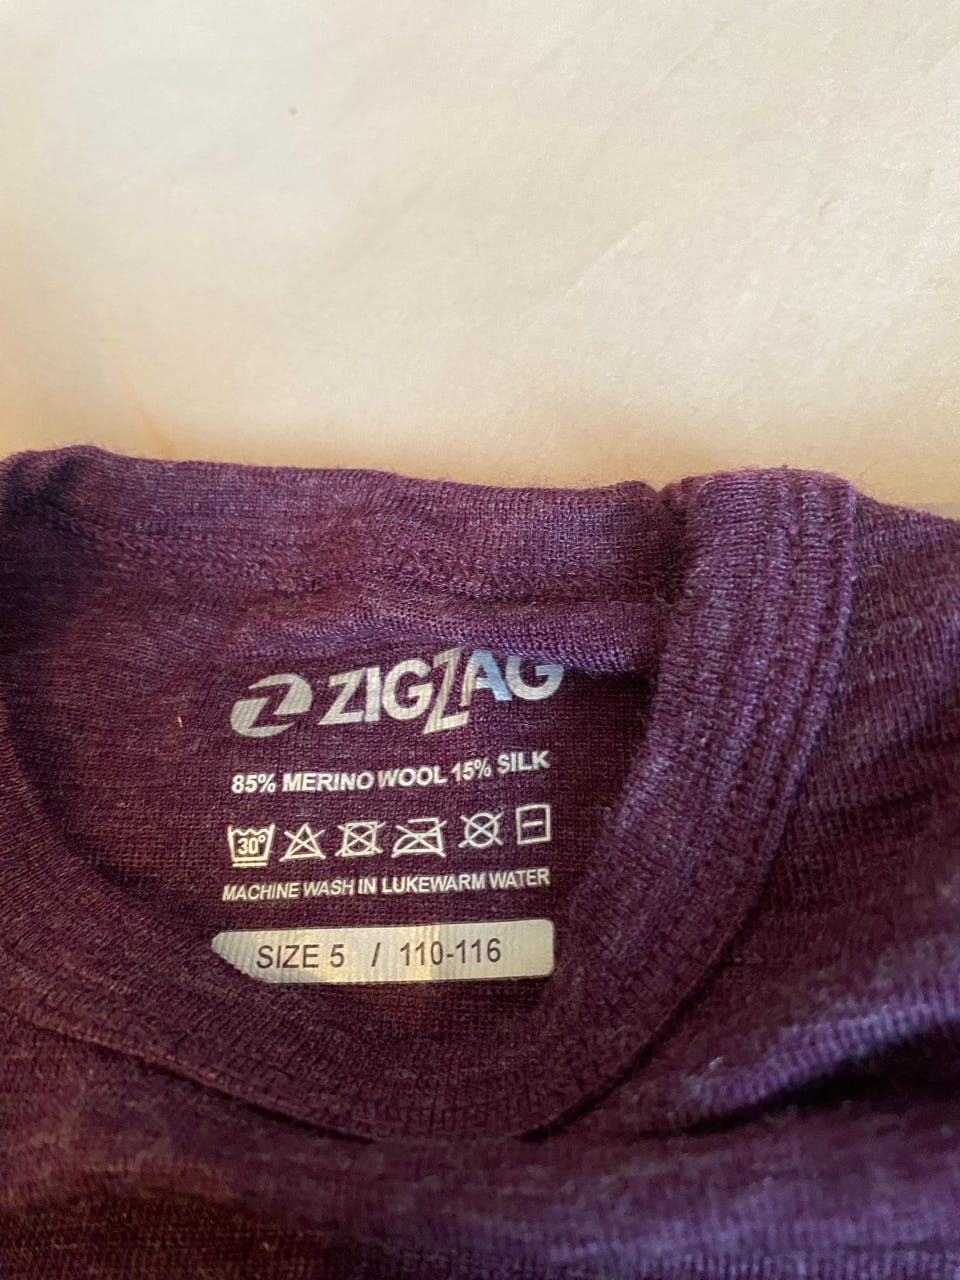 ZIGZAG
85% MERINO WOOL 15% SILK
30°
MACHINE WASH IN LUKEWARM WATER
SIZE 5 / 110-116